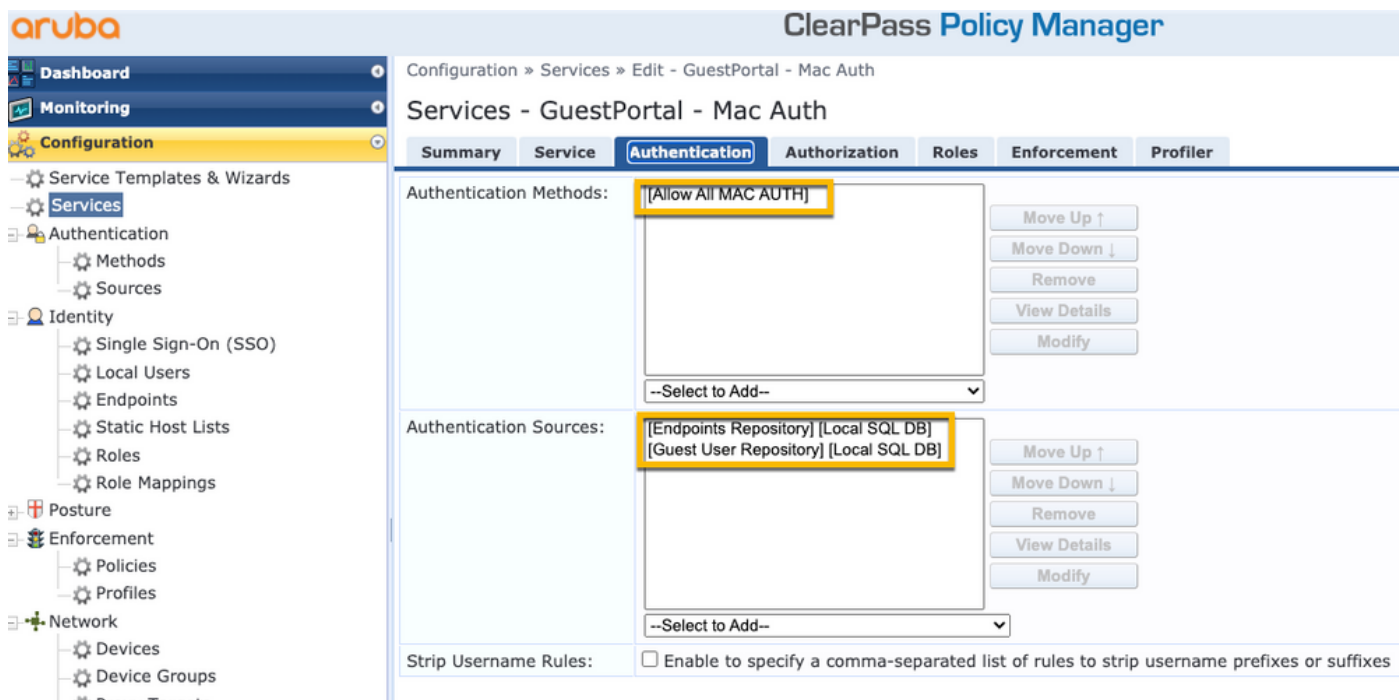 aruba
ClearPass Policy Manager
Dashboard
Monitoring
Configuration
Service Templates & Wizards
Services
Authentication
Methods
Sources
Identity
Single Sign-On (SSO)
Local Users
Endpoints
Static Host Lists
Roles
Role Mappings
Posture
Enforcement
Policies
Profiles
Network
Devices
Device Groups
Configuration » Services » Edit - GuestPortal - Mac Auth
Services - GuestPortal - Mac Auth
Summary Service Authentication Authorization Roles Enforcement Profiler
Authentication Methods:
[Allow All MAC AUTH]
Move Up ↑
Move Down ↓
Remove
View Details
Modify
--Select to Add--
Authentication Sources:
[Endpoints Repository] [Local SQL DB]
[Guest User Repository] [Local SQL DB]
Move Up ↑
Move Down ↓
Remove
View Details
Modify
--Select to Add--
Strip Username Rules: Enable to specify a comma-separated list of rules to strip username prefixes or suffixes